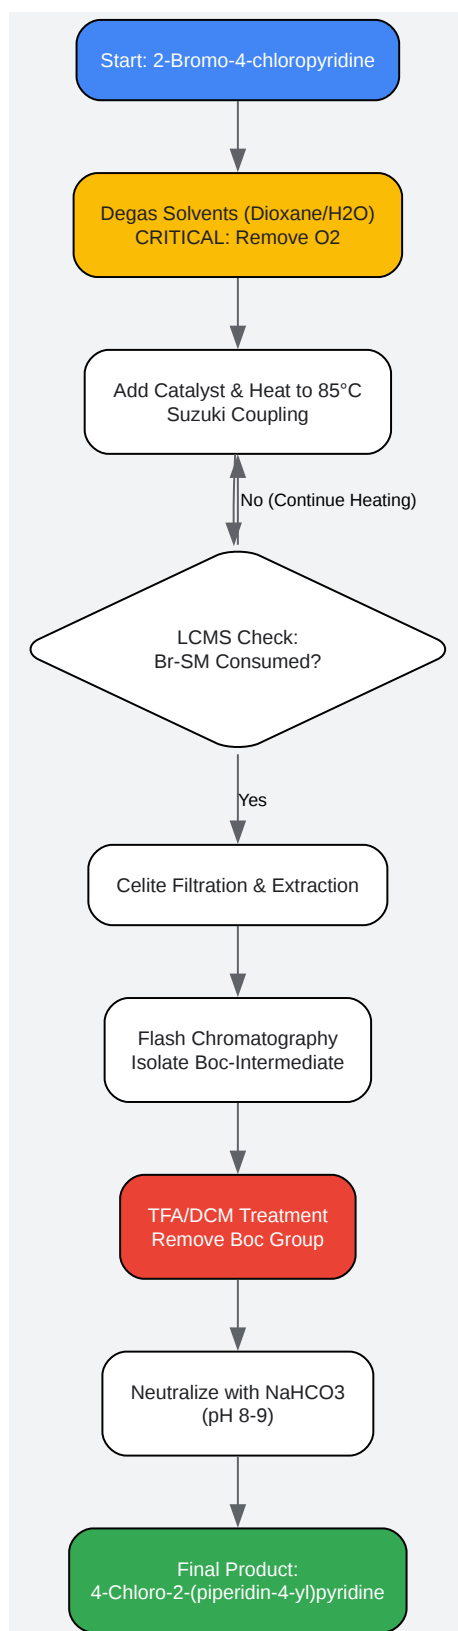 Start: 2-Bromo-4-chloropyridine
Degas Solvents (Dioxane/H2O)
CRITICAL: Remove O2
Add Catalyst & Heat to 85°C
Suzuki Coupling
No (Continue Heating)
LCMS Check:
Br-SM Consumed?
Yes
Celite Filtration & Extraction
Flash Chromatography
Isolate Boc-Intermediate
TFA/DCM Treatment
Remove Boc Group
Neutralize with NaHCO3
(pH 8-9)
Final Product:
4-Chloro-2-(piperidin-4-yl)pyridine